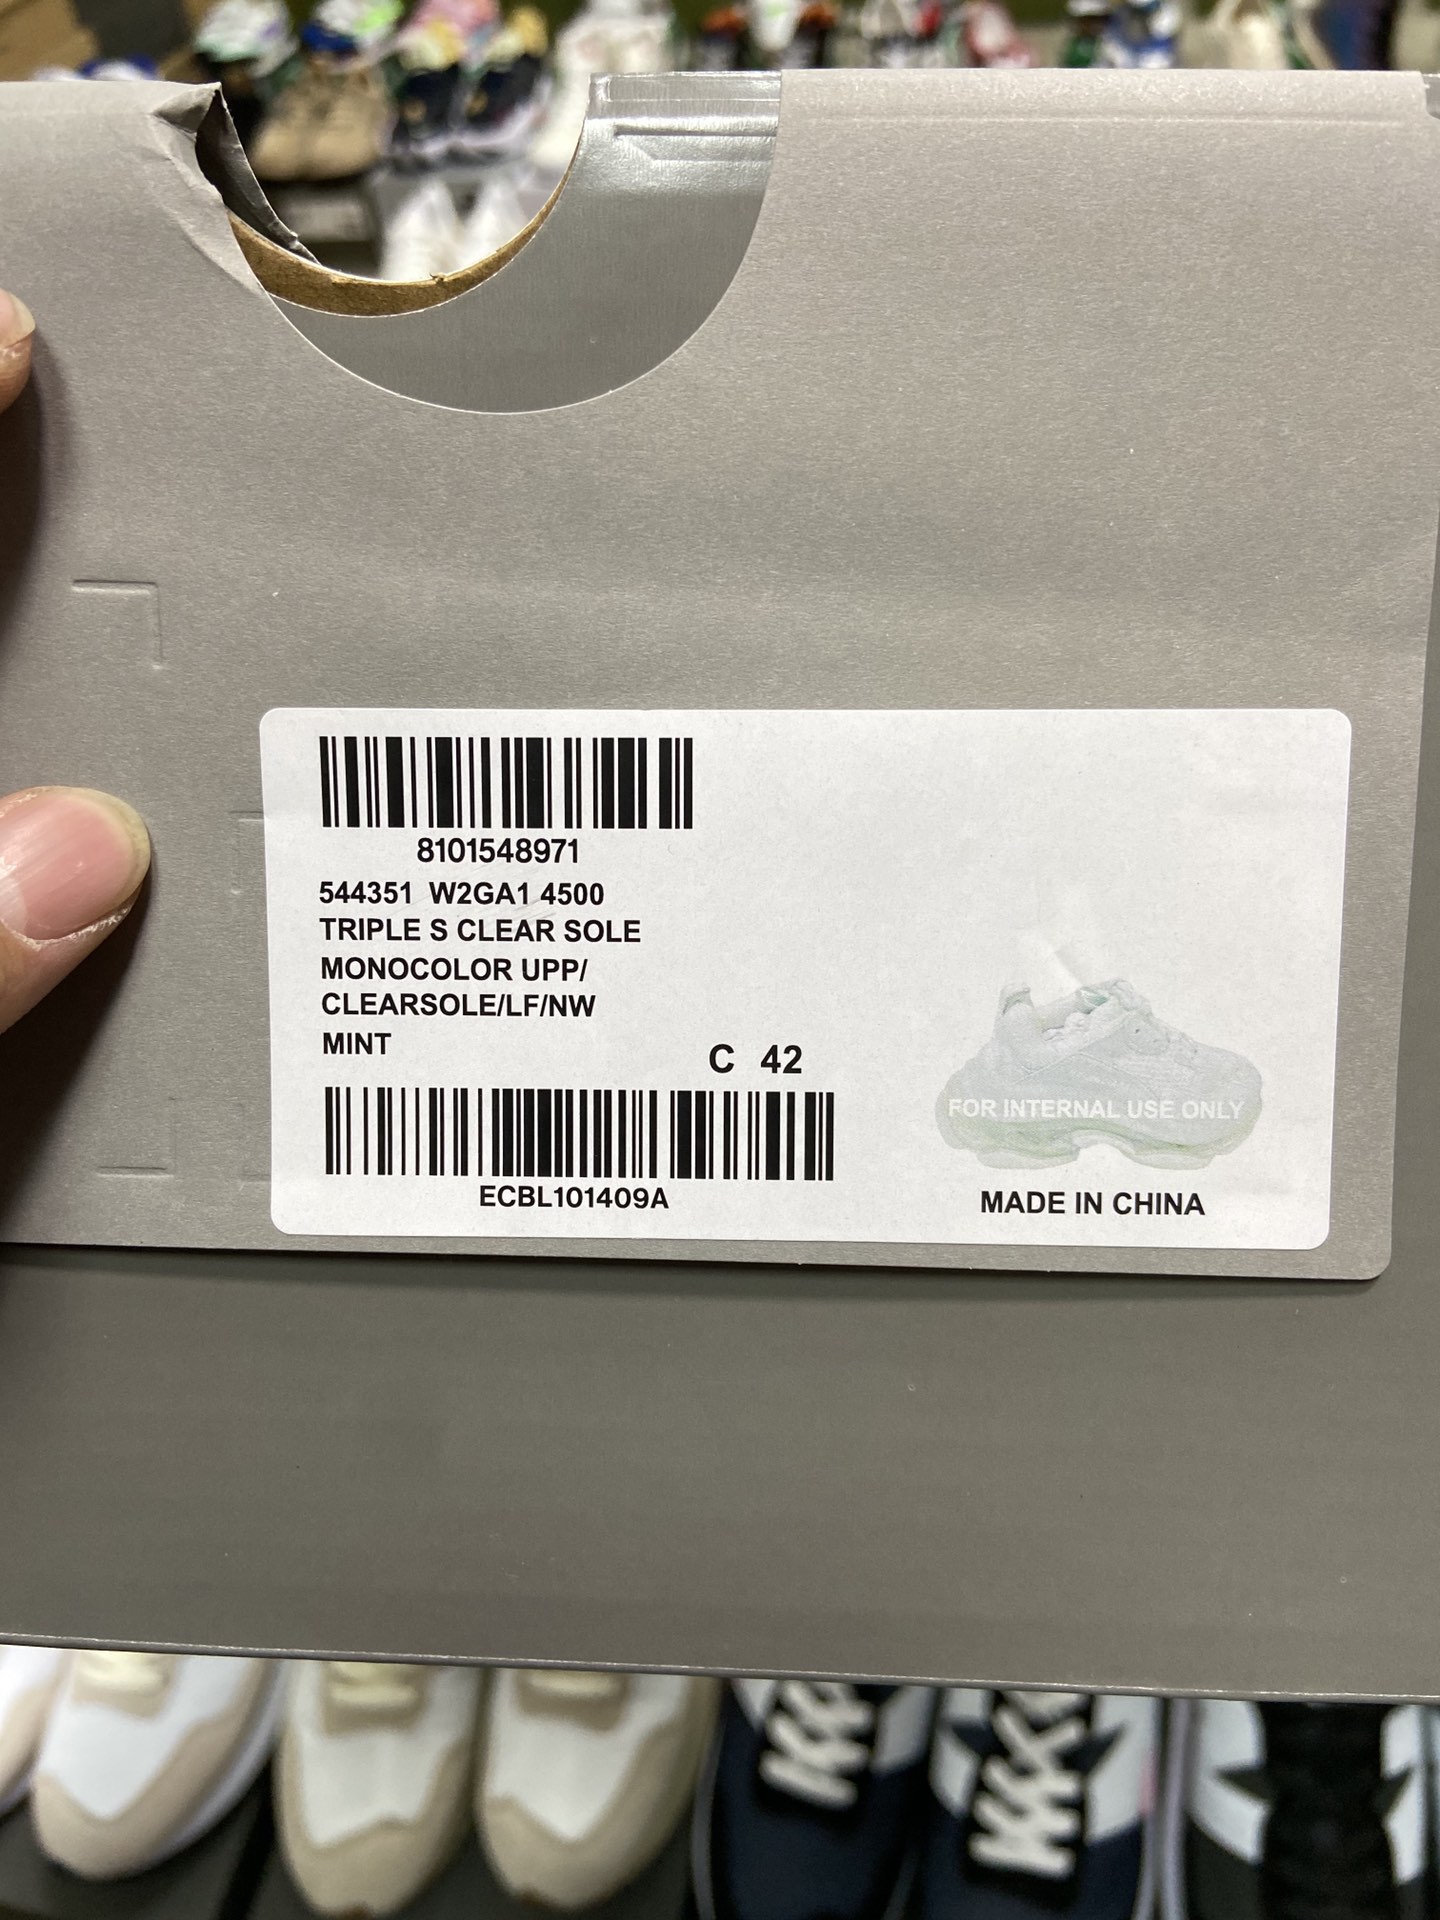 8101548971
544351 W2GA1 4500
TRIPLE S CLEAR SOLE
MONOCOLOR UPP/
CLEARSOLE/LF/NW
MINT
C 42
FOR INTERNAL USE ONLY
ECBL101409A
MADE IN CHINA